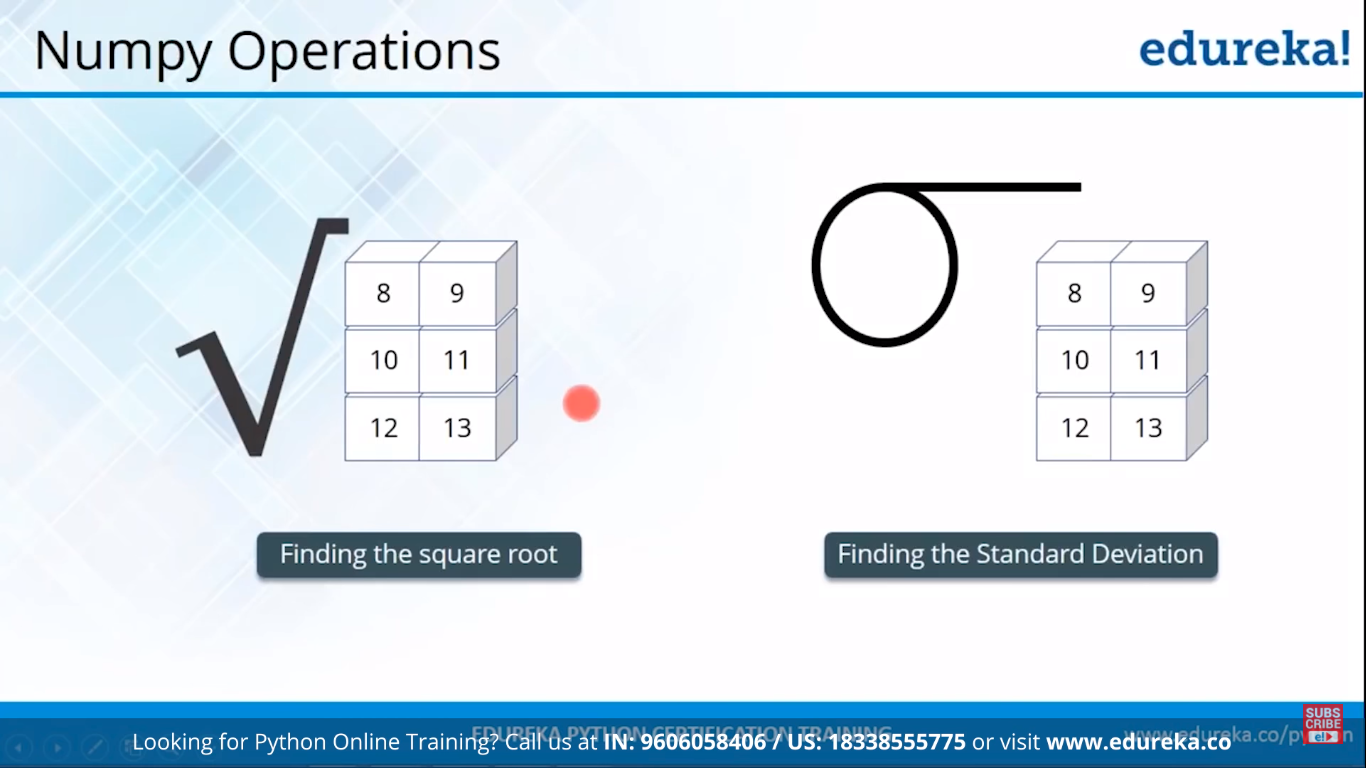 Numpy Operations
edureka!
8 9
10 11
12 13
8 9
10 11
12 13
Finding the square root
Finding the Standard Deviation
EDUREKA PYTHON CERTIFICATION TRAINING
www.edureka.co/python
Looking for Python Online Training? Call us at IN: 9606058406 / US: 18338555775 or visit www.edureka.co
SUBS
CRIBE
e!